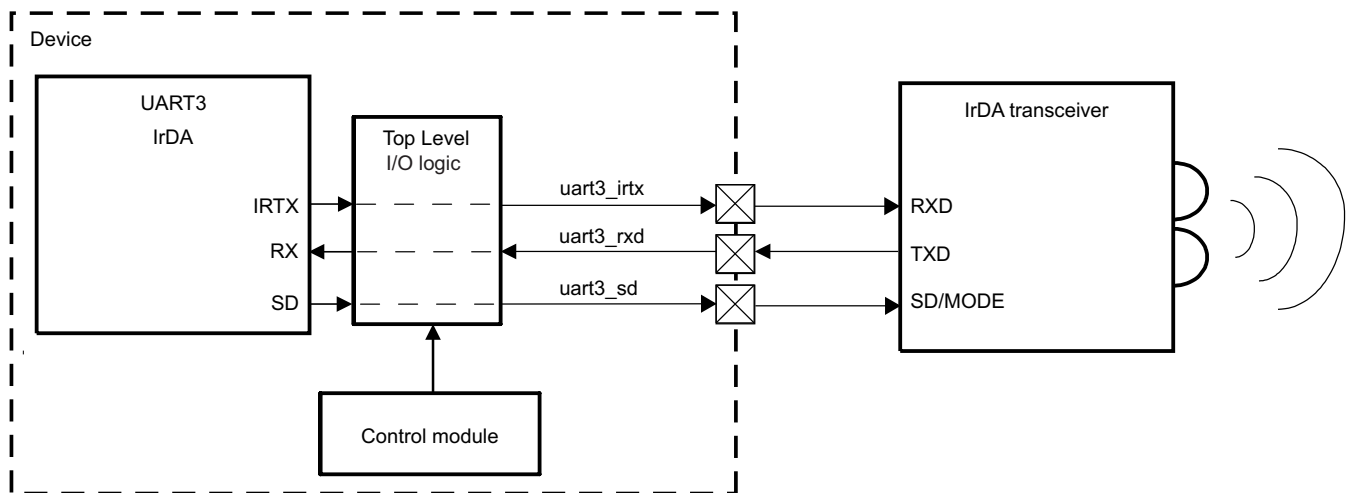 Device
UART3
IrDA
IRTX
RX
SD
Top Level
I/O logic
uart3_irtx
uart3_rxd
uart3_sd
Control module
IrDA transceiver
RXD
TXD
SD/MODE